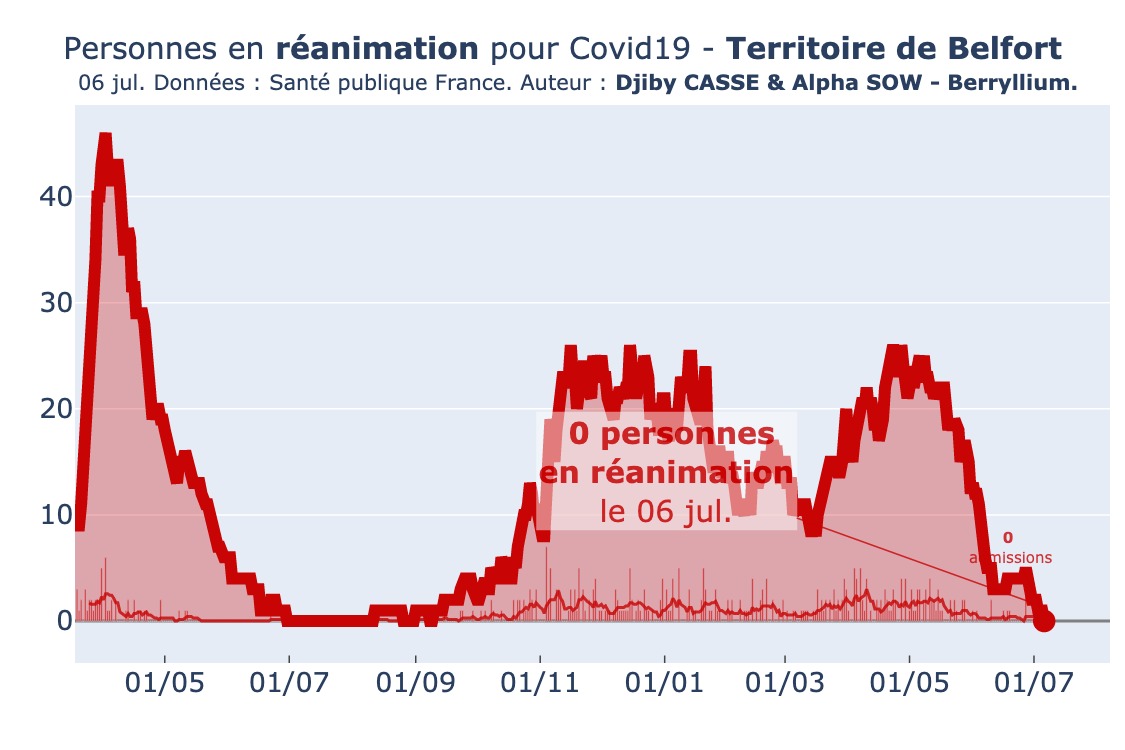 Personnes en réanimation pour Covid19 - Territoire de Belfort
06 jul. Données : Santé publique France. Auteur : Djiby CASSE & Alpha SOW - Berryllium.
40
30
20
10
0
0 personnes
en réanimation
le 06 jul.
0
admissions
01/05 01/07 01/09 01/11 01/01 01/03 01/05 01/07